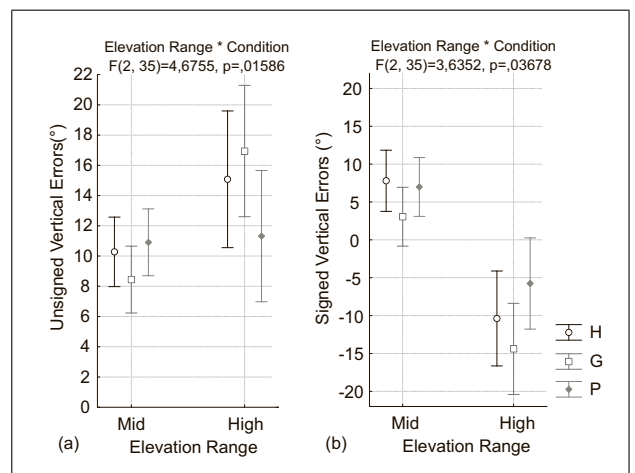 Elevation Range * Condition
F(2, 35)=4,6755, p=,01586
Unsigned Vertical Errors(°)
22
20
18
16
14
12
10
8
6
4
2
0
Mid
High
(a)
Elevation Range
Elevation Range * Condition
F(2, 35)=3,6352, p=,03678
Signed Vertical Errors (°)
20
15
10
5
0
-5
-10
-15
-20
Mid
High
(b)
Elevation Range
H
G
P